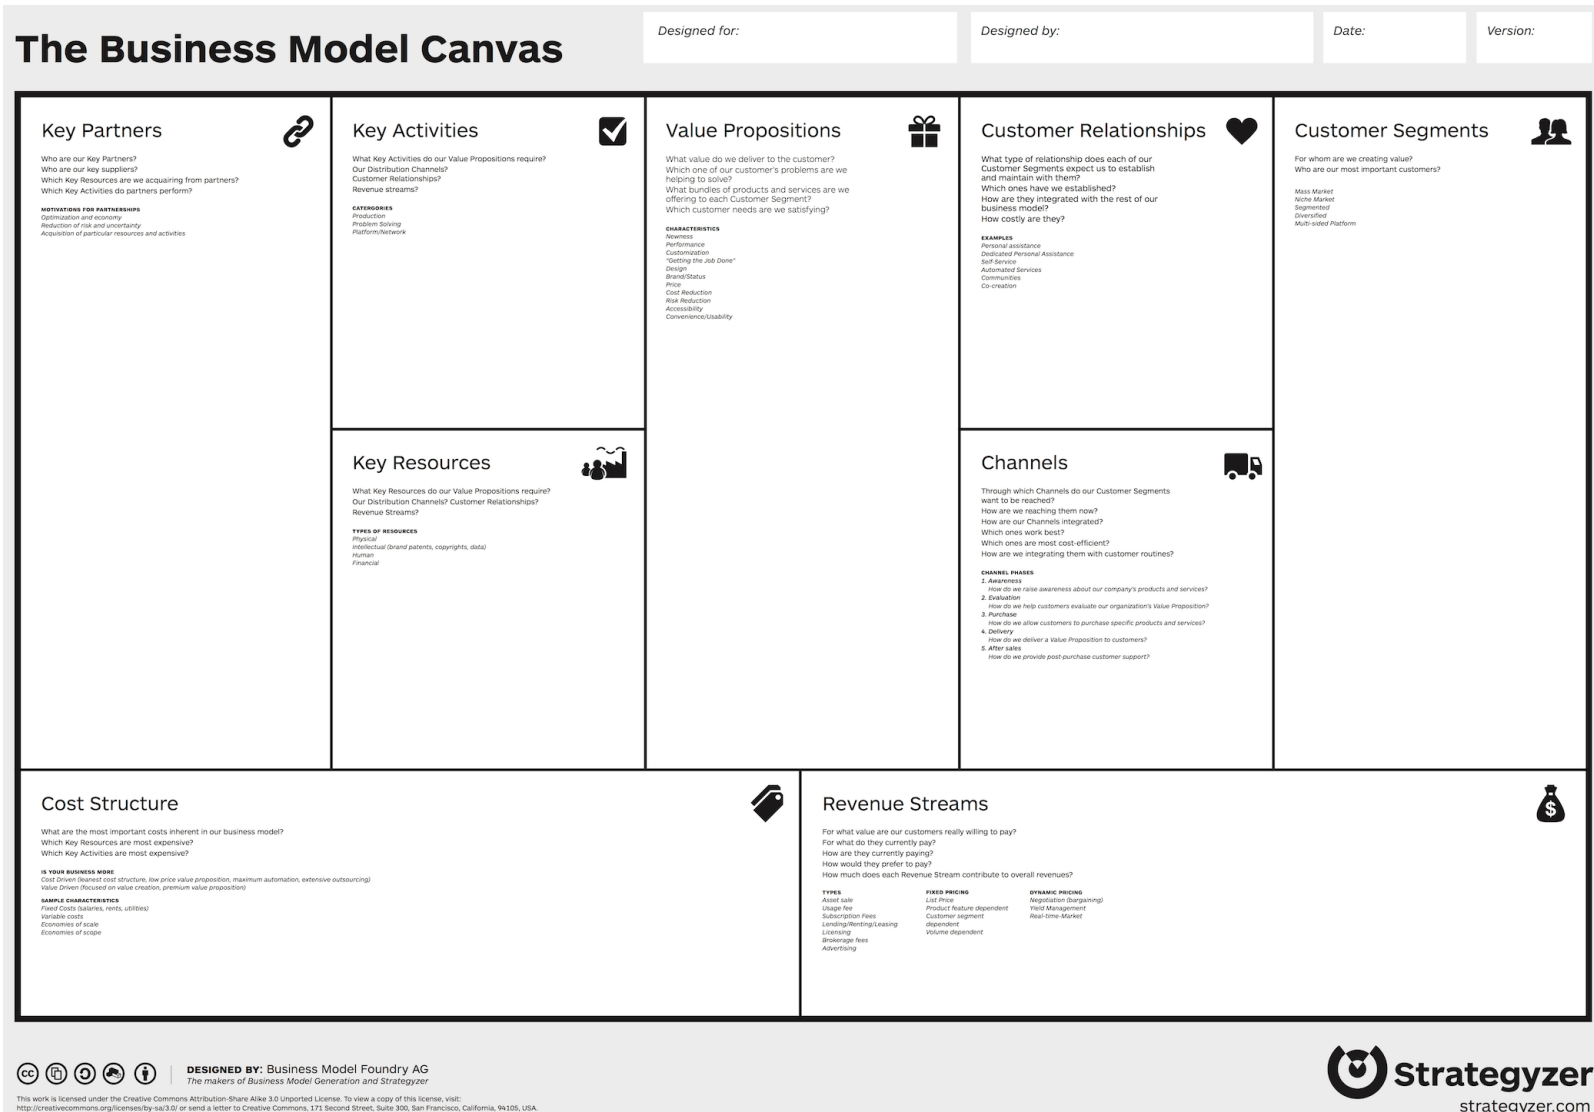 The Business Model Canvas
Designed for:
Designed by:
Date:
Version:
Key Partners
Who are our Key Partners?
Who are our key suppliers?
Which Key Resources are we acquairing from partners?
Which Key Activities do partners perform?
MOTIVATIONS FOR PARTNERSHIPS
Optimization and economy
Reduction of risk and uncertainty
Acquisition of particular resources and activities
Key Activities
What Key Activities do our Value Propositions require?
Our Distribution Channels?
Customer Relationships?
Revenue streams?
CATERGORIES
Production
Problem Solving
Platform/Network
Key Resources
What Key Resources do our Value Propositions require?
Our Distribution Channels? Customer Relationships?
Revenue Streams?
TYPES OF RESOURCES
Physical
Intellectual (brand patents, copyrights, data)
Human
Financial
Value Propositions
What value do we deliver to the customer?
Which one of our customer's problems are we
helping to solve?
What bundles of products and services are we
offering to each Customer Segment?
Which customer needs are we satisfying?
CHARACTERISTICS
Newness
Performance
Customization
"Getting the Job Done"
Design
Brand/Status
Price
Cost Reduction
Risk Reduction
Accessibility
Convenience/Usability
Customer Relationships
What type of relationship does each of our
Customer Segments expect us to establish
and maintain with them?
Which ones have we established?
How are they integrated with the rest of our
business model?
How costly are they?
EXAMPLES
Personal assistance
Dedicated Personal Assistance
Self-Service
Automated Services
Communities
Co-creation
Channels
Through which Channels do our Customer Segments
want to be reached?
How are we reaching them now?
How are our Channels integrated?
Which ones work best?
Which ones are most cost-efficient?
How are we integrating them with customer routines?
CHANNEL PHASES
1. Awareness
How do we raise awareness about our company's products and services?
2. Evaluation
How do we help customers evaluate our organization's Value Proposition?
3. Purchase
How do we allow customers to purchase specific products and services?
4. Delivery
How do we deliver a Value Proposition to customers?
5. After sales
How do we provide post-purchase customer support?
Customer Segments
For whom are we creating value?
Who are our most important customers?
Mass Market
Niche Market
Segmented
Diversified
Multi-sided Platform
Cost Structure
What are the most important costs inherent in our business model?
Which Key Resources are most expensive?
Which Key Activities are most expensive?
IS YOUR BUSINESS MORE
Cost Driven (leanest cost structure, low price value proposition, maximum automation, extensive outsourcing)
Value Driven (focused on value creation, premium value proposition)
SAMPLE CHARACTERISTICS
Fixed Costs (salaries, rents, utilities)
Variable costs
Economies of scale
Economies of scope
Revenue Streams
$
For what value are our customers really willing to pay?
For what do they currently pay?
How are they currently paying?
How would they prefer to pay?
How much does each Revenue Stream contribute to overall revenues?
TYPES
Asset sale
Usage fee
Subscription Fees
Lending/Renting/Leasing
Licensing
Brokerage fees
Advertising
FIXED PRICING
List Price
Product feature dependent
Customer segment
dependent
Volume dependent
DYNAMIC PRICING
Negotiation (bargaining)
Yield Management
Real-time-Market
cc
DESIGNED BY: Business Model Foundry AG
The makers of Business Model Generation and Strategyzer
This work is licensed under the Creative Commons Attribution-Share Alike 3.0 Unported License. To view a copy of this license, visit:
http://creativecommons.org/licenses/by-sa/3.0/ or send a letter to Creative Commons, 171 Second Street, Suite 300, San Francisco, California, 94105, USA.
Strategyzer
strategyzer.com